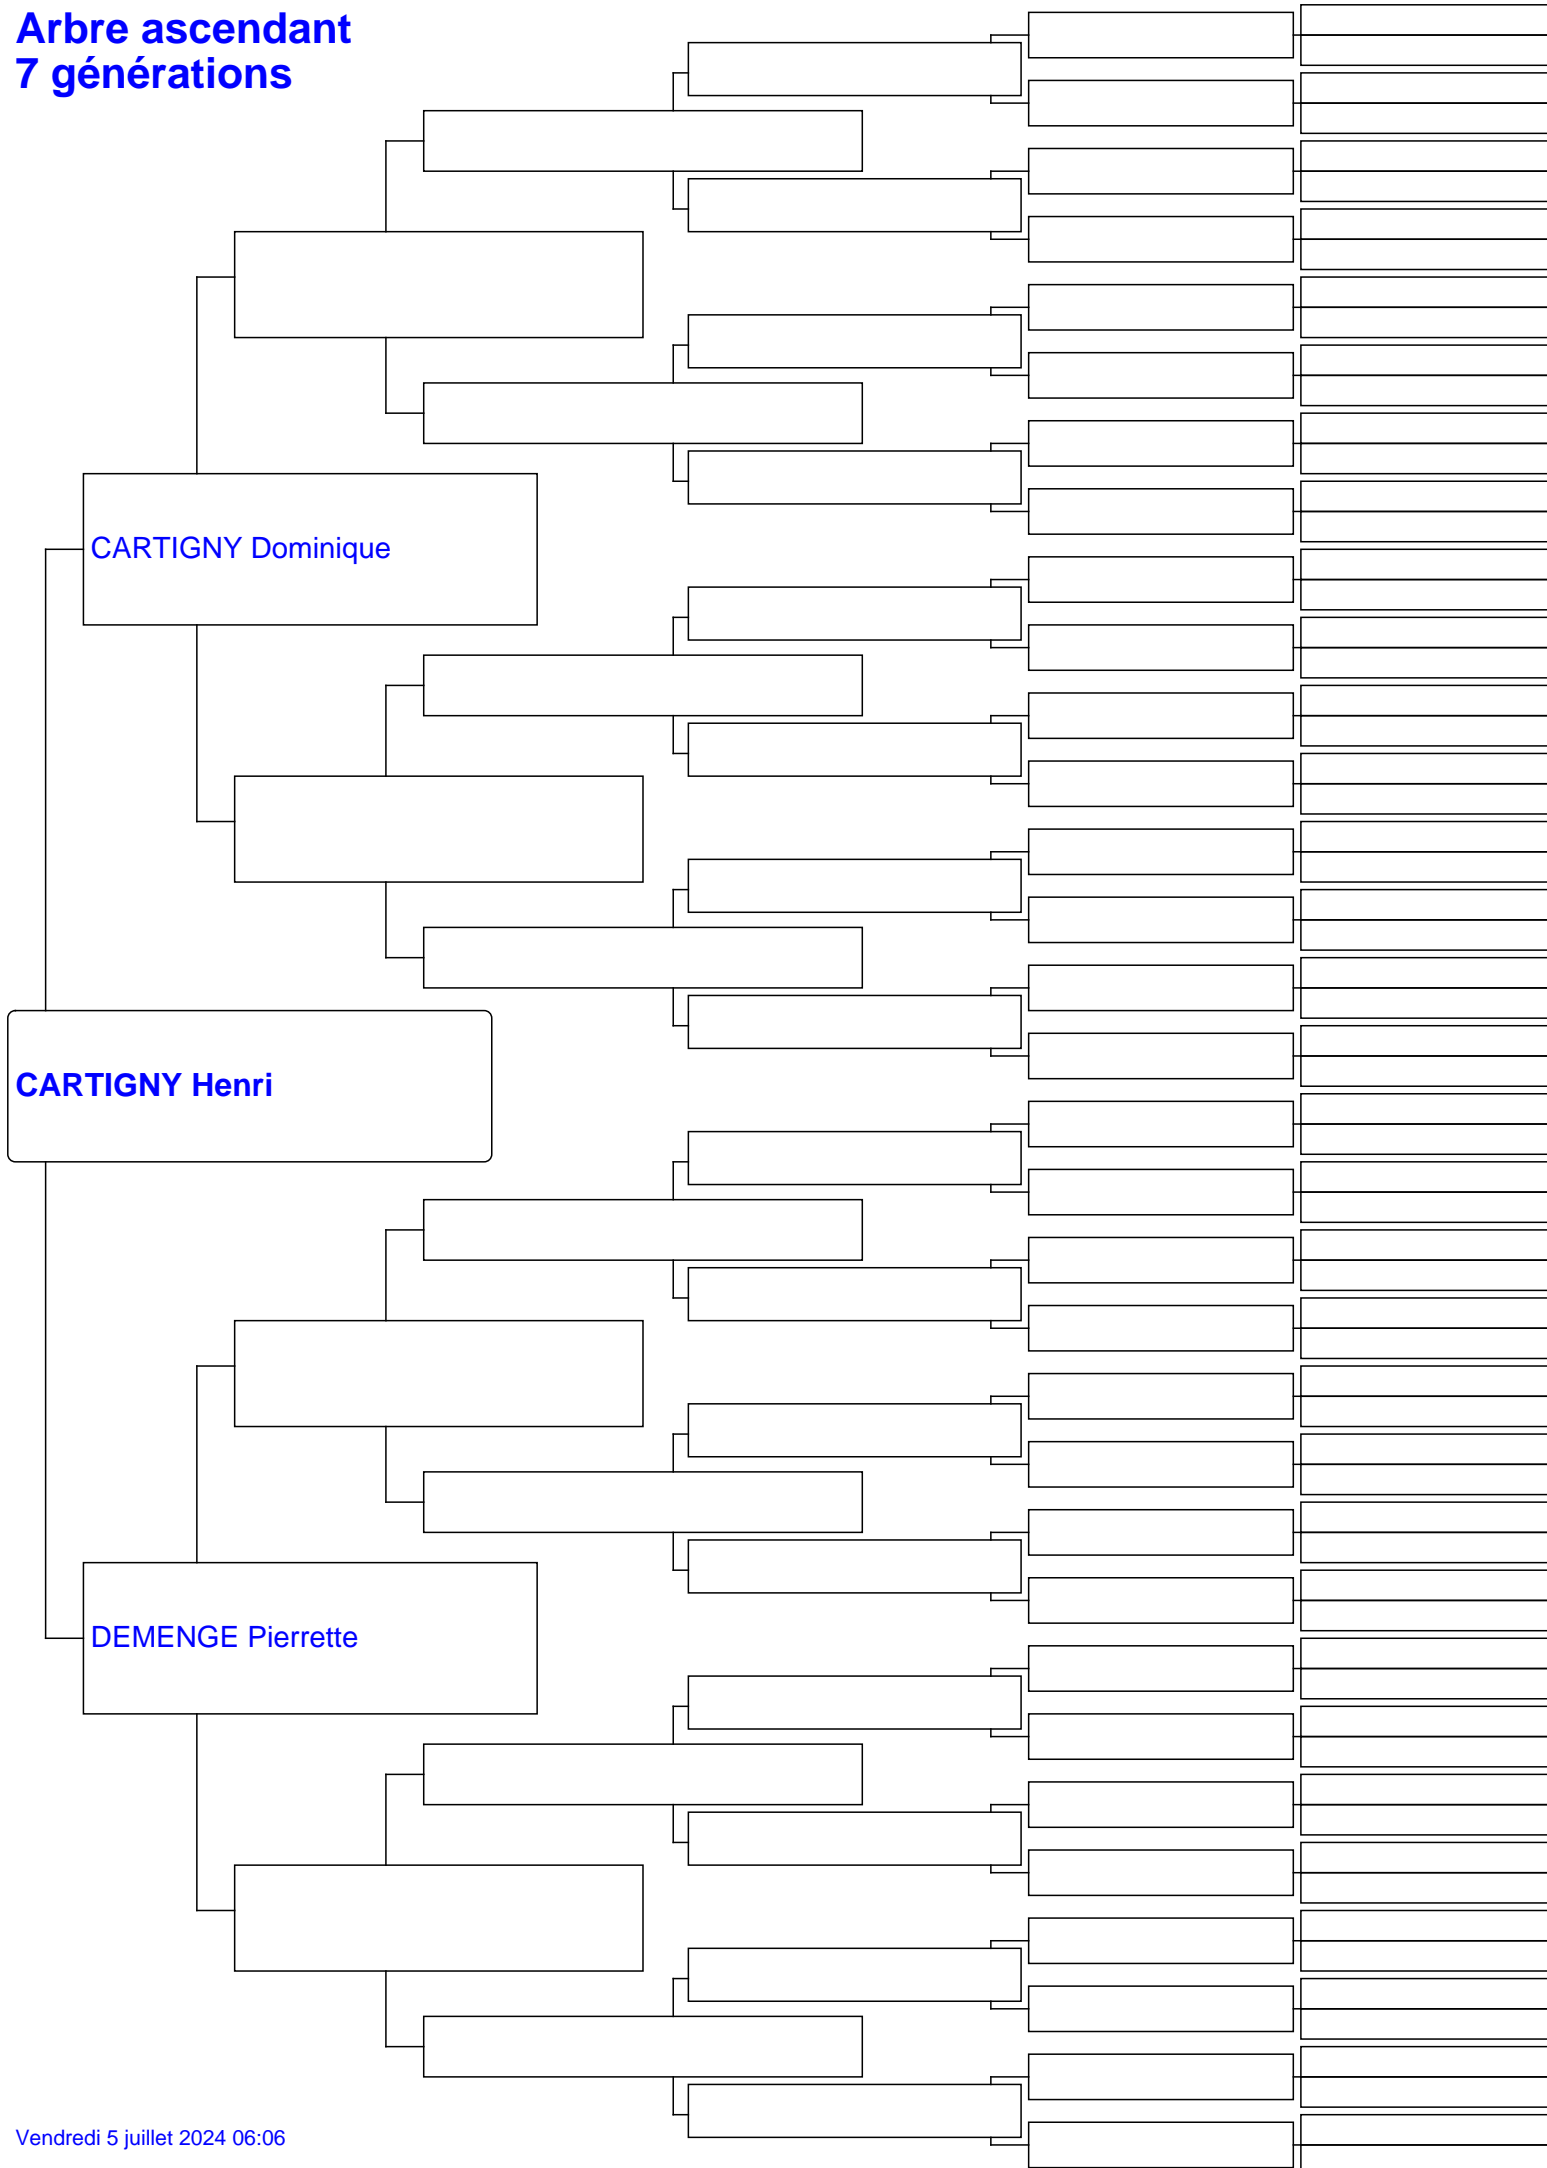 Arbre ascendant
7 générations
CARTIGNY Dominique
CARTIGNY Henri
DEMENGE Pierrette
Vendredi 5 juillet 2024 06:06